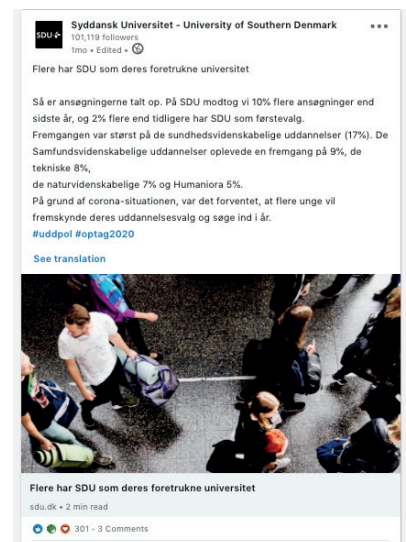 SDU
Syddansk Universitet - University of Southern Denmark
101,119 followers
1mo • Edited •
Flere har SDU som deres foretrukne universitet
Så er ansøgningerne talt op. På SDU modtog vi 10% flere ansøgninger end
sidste år, og 2% flere end tidligere har SDU som førstevalg.
Fremgangen var størst på de sundhedsvidenskabelige uddannelser (17%). De
Samfundsvidenskabelige uddannelser oplevede en fremgang på 9%, de
tekniske 8%,
de naturvidenskabelige 7% og Humaniora 5%.
På grund af corona-situationen, var det forventet, at flere unge vil
fremskynde deres uddannelsesvalg og søge ind i år.
#uddpol #optag2020
See translation
Flere har SDU som deres foretrukne universitet
sdu.dk • 2 min read
301 - 3 Comments